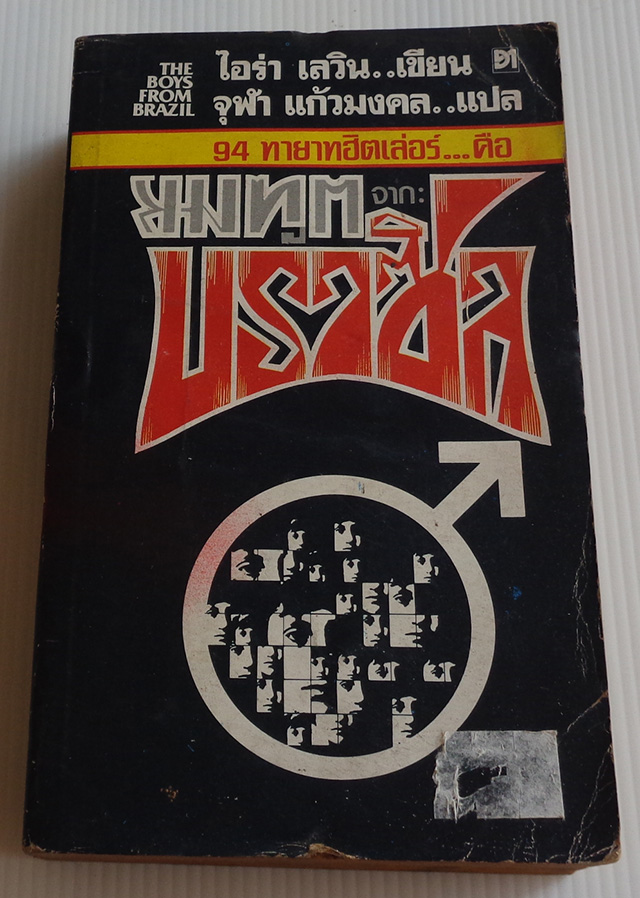 THE
BOYS
FROM
BRAZIL
ไอร่า เลวิน..เขียน
จุฬา แก้วมงคล..แปล
94 ทายาทฮิตเล่อร์...คือ
ยมทูต จาก:
บราซิล